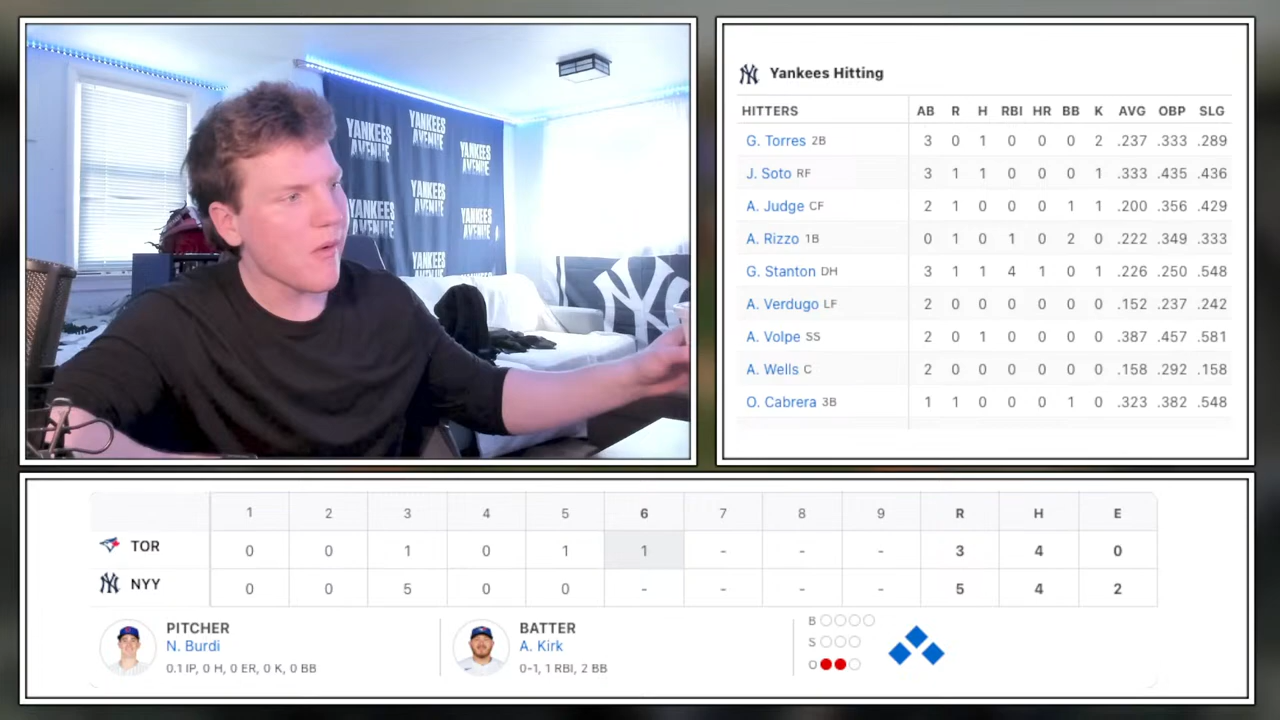 YANKEES AVENUE
YANKEES AVENUE
YANKEES AVENUE
YANKEES AVENUE
YANKEES AVENUE
YANKEES AVENUE
YANKEES AVENUE
NY
Yankees Hitting
HITTERS AB H RBI HR BB K AVG OBP SLG
G. Torres 2B 3 1 0 0 0 2 .237 .333 .289
J. Soto RF 3 1 1 0 0 0 1 .333 .435 .436
A. Judge CF 2 0 0 0 1 1 .200 .356 .429
A. Rizzo 1B 0 0 1 0 2 0 .222 .349 .333
G. Stanton DH 3 1 1 4 1 0 1 .226 .250 .548
A. Verdugo LF 2 0 0 0 0 0 0 .152 .237 .242
A. Volpe SS 2 0 1 0 0 0 0 .387 .457 .581
A. Wells C 2 0 0 0 0 0 0 .158 .292 .158
O. Cabrera 3B 1 1 0 0 0 1 0 .323 .382 .548
1 2 3 4 5 6 7 8 9 R H E
TOR 0 0 1 0 1 1 - - - 3 4 0
NYY 0 0 5 0 0 - - - - 5 4 2
PITCHER
N. Burdi
0.1 IP, 0 H, 0 ER, 0 K, 0 BB
BATTER
A. Kirk
0-1, 1 RBI, 2 BB
B
S
O